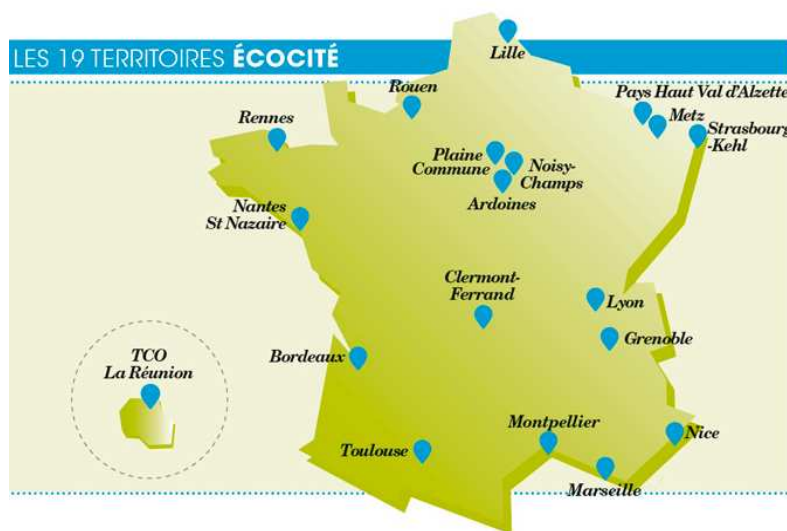 LES 19 TERRITOIRES ÉCOCITÉ
Lille
Rouen
Pays Haut Val d'Alzette
Metz
Strasbourg
-Kehl
Rennes
Plaine
Commune
Noisy-
Champs
Ardoines
Nantes
St Nazaire
Clermont-
Ferrand
Lyon
Grenoble
TCO
La Réunion
Bordeaux
Toulouse
Montpellier
Nice
Marseille